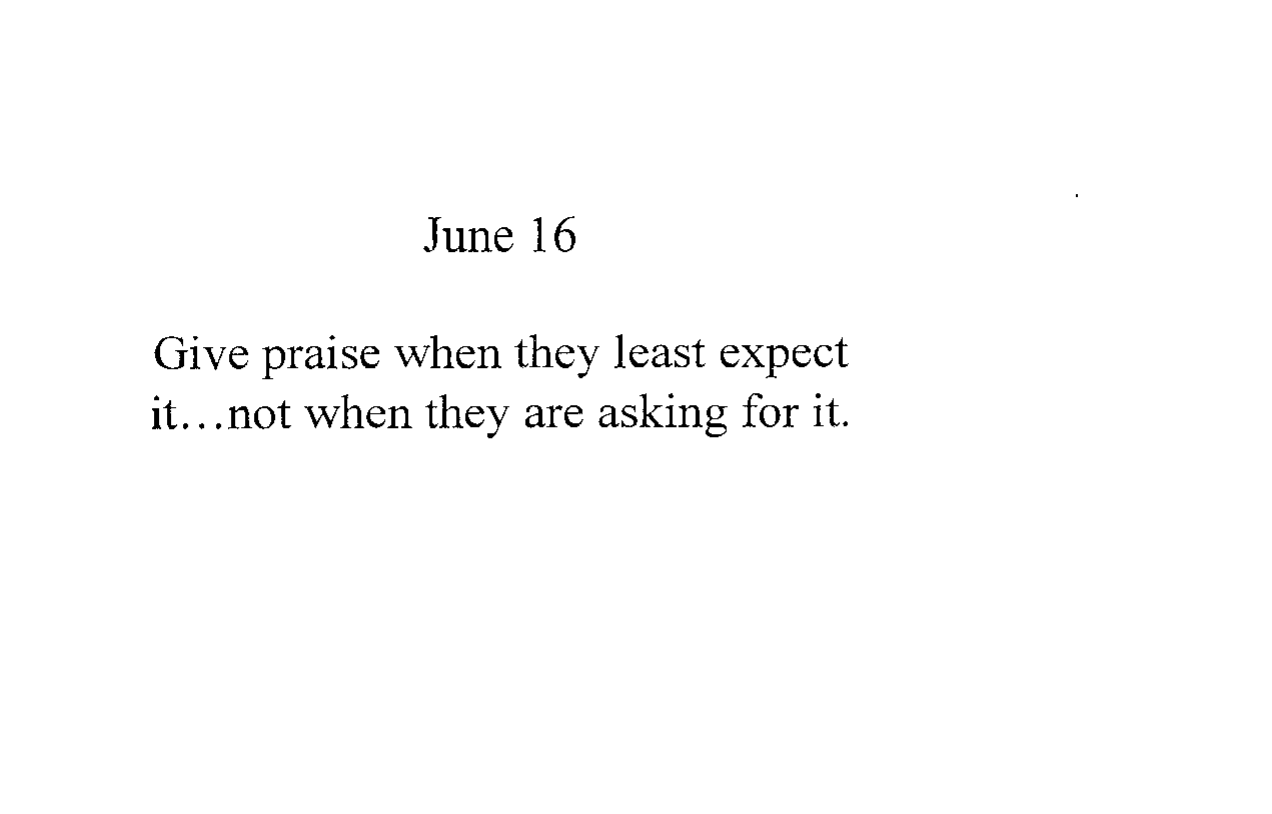 June 16
Give praise when they least expect
it...not when they are asking for it.